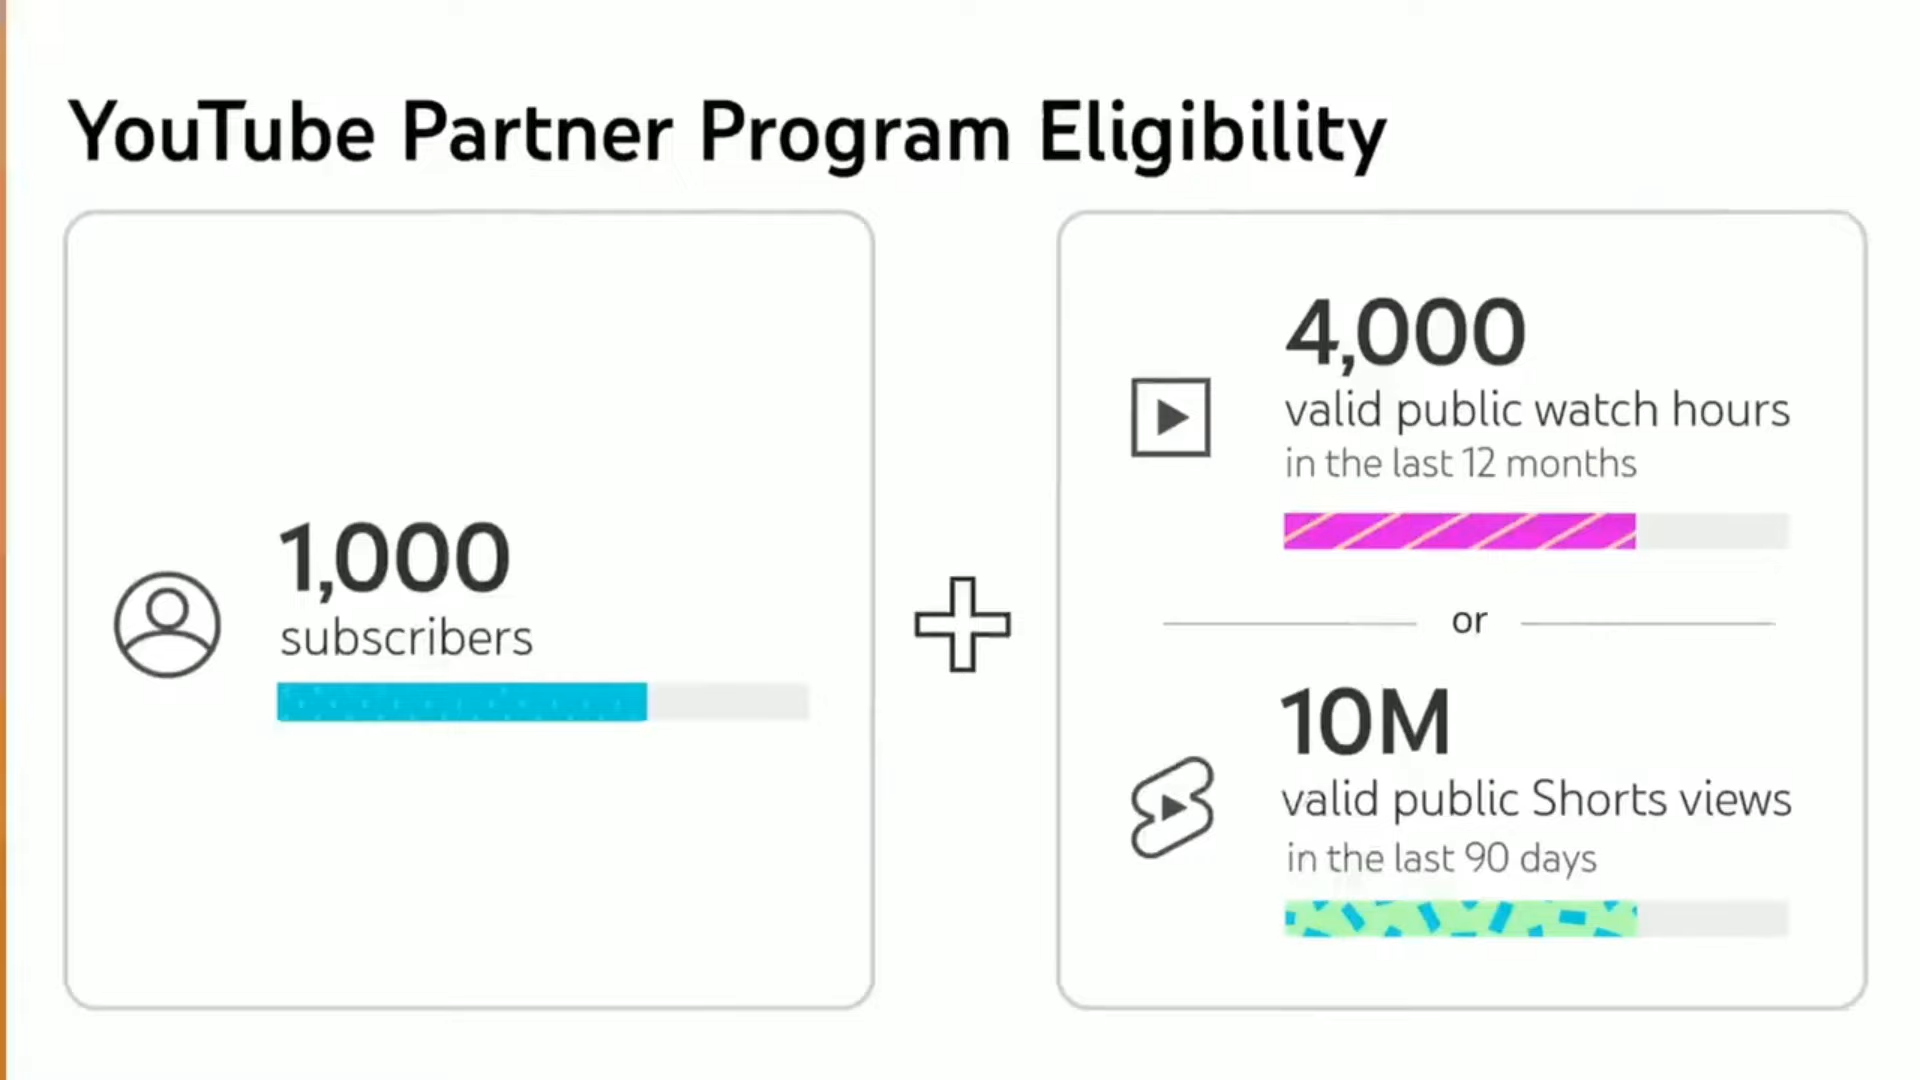 YouTube Partner Program Eligibility
1,000
subscribers
4,000
valid public watch hours
in the last 12 months
or
10M
valid public Shorts views
in the last 90 days